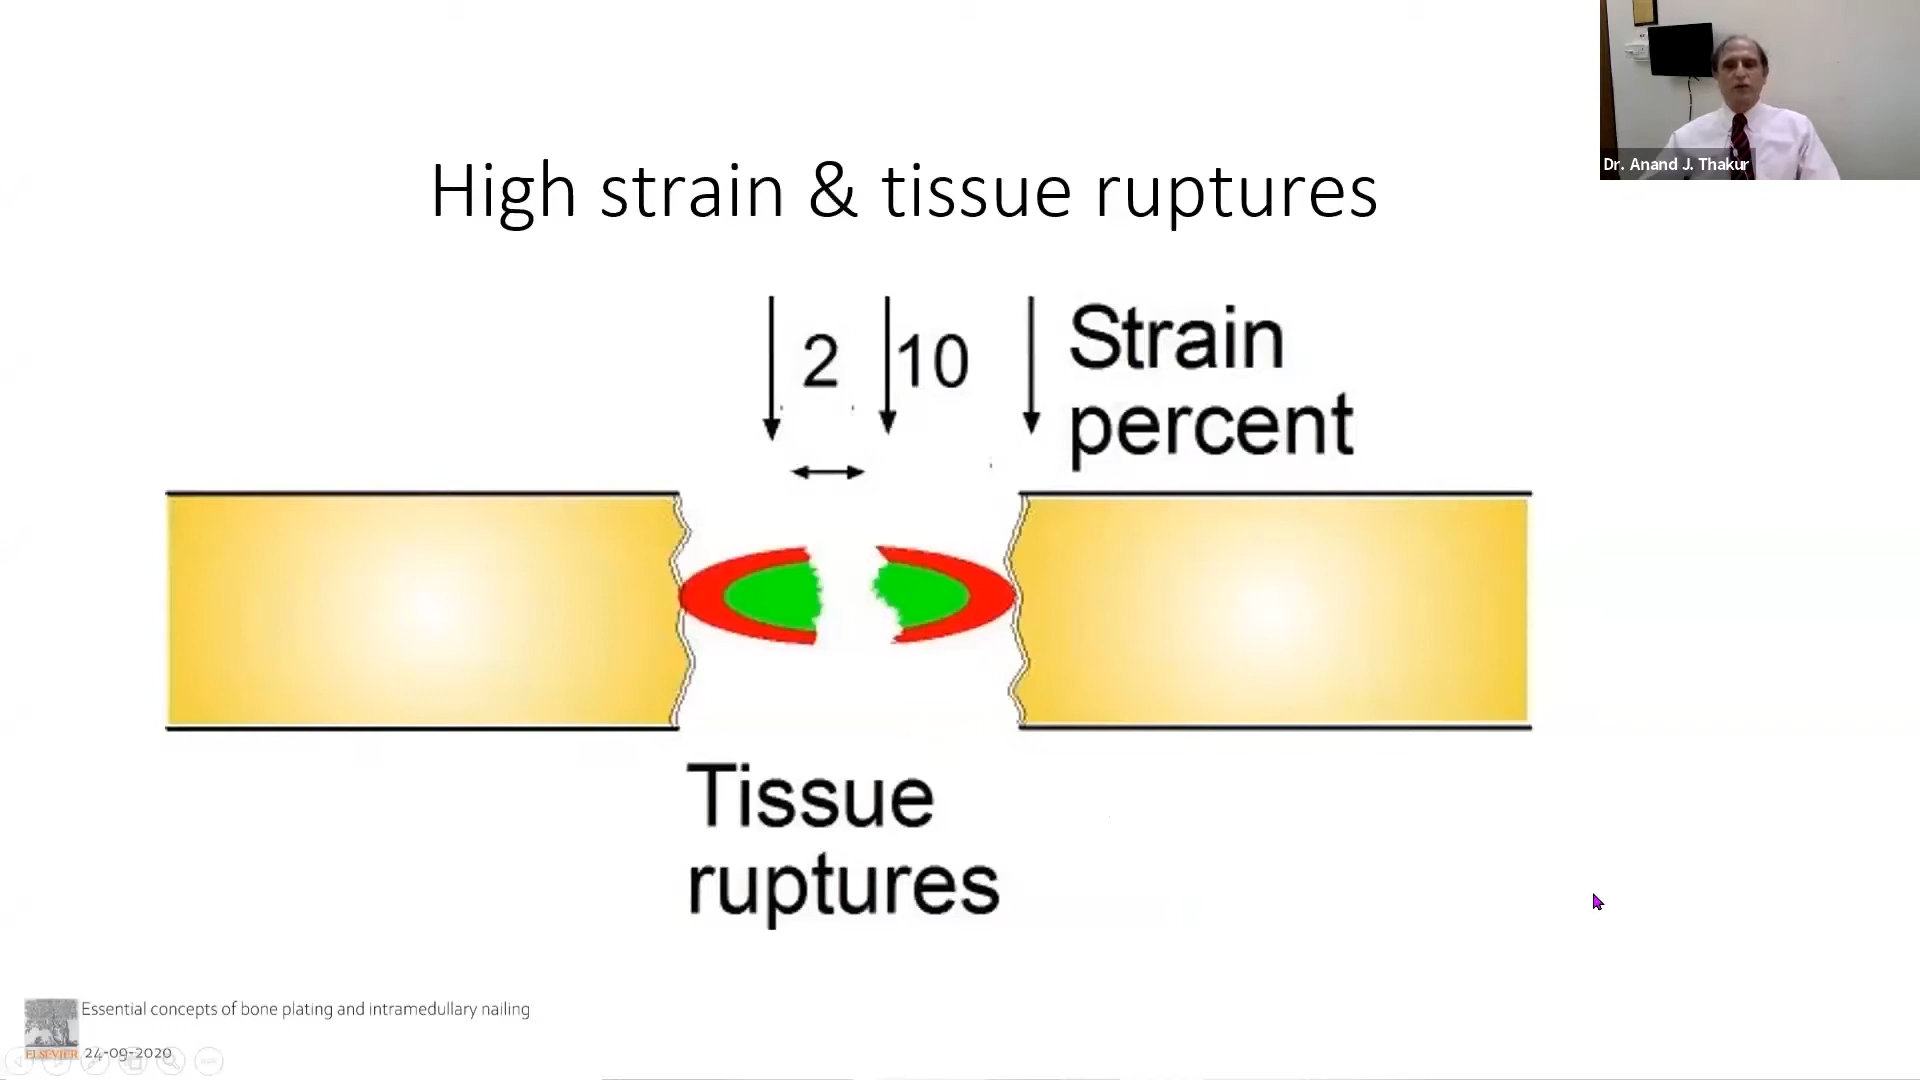 Dr. Anand J. Thakur
High strain & tissue ruptures
2 10 Strain
percent
Tissue
ruptures
Essential concepts of bone plating and intramedullary nailing
ELSEVIER 24-09-2020